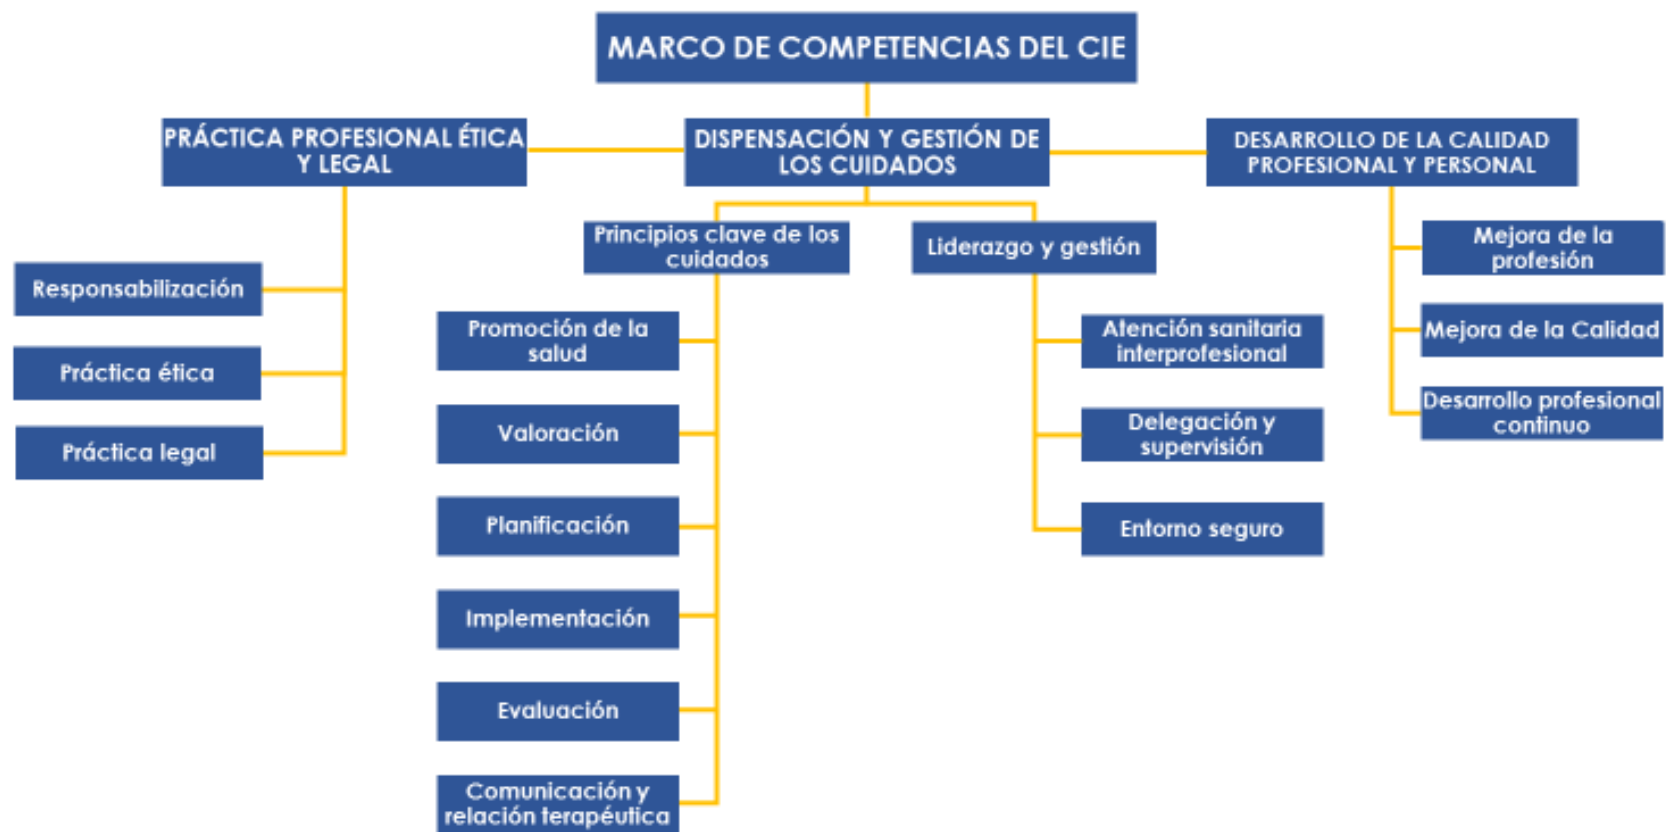 MARCO DE COMPETENCIAS DEL CIE
PRÁCTICA PROFESIONAL ÉTICA
Y LEGAL
DISPENSACIÓN Y GESTIÓN DE
LOS CUIDADOS
DESARROLLO DE LA CALIDAD
PROFESIONAL Y PERSONAL
Responsabilización
Práctica ética
Práctica legal
Principios clave de los
cuidados
Promoción de la
salud
Valoración
Planificación
Implementación
Evaluación
Comunicación y
relación terapéutica
Liderazgo y gestión
Atención sanitaria
interprofesional
Delegación y
supervisión
Entorno seguro
Mejora de la
profesión
Mejora de la Calidad
Desarrollo profesional
continuo